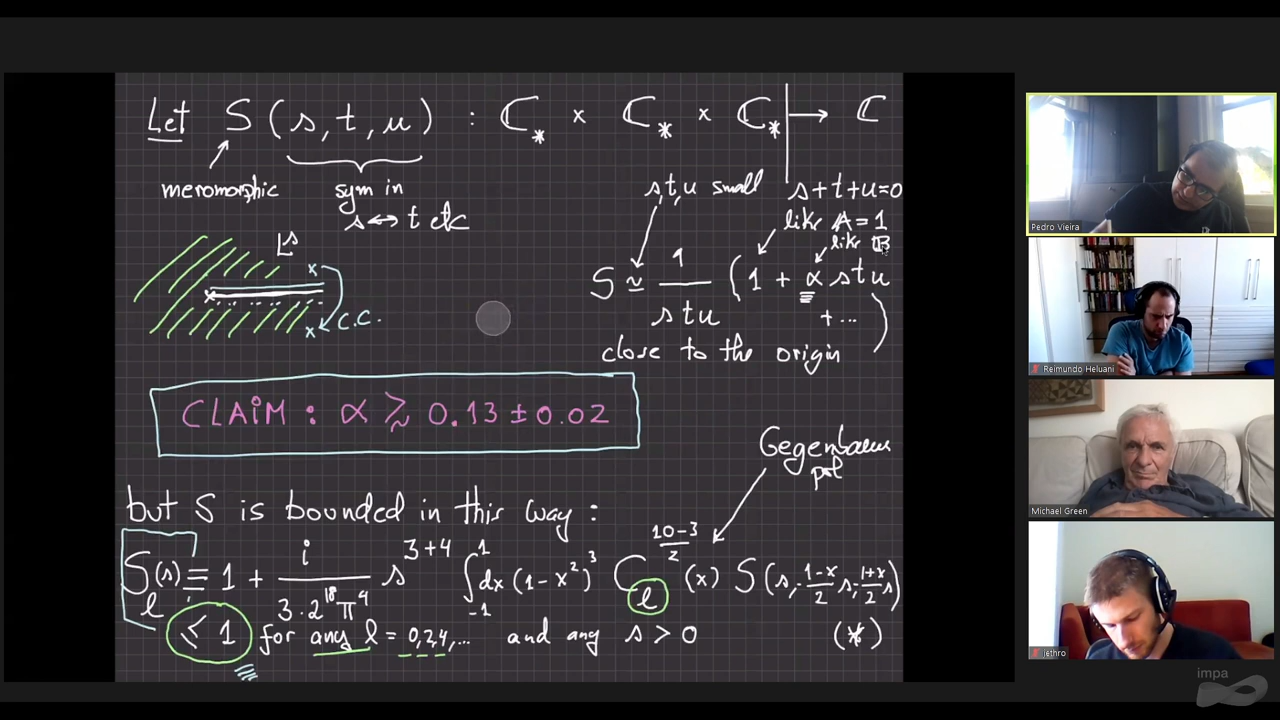 Let S(s,t,u) : ℂ* × ℂ* × ℂ* | → ℂ
meromorphic
sym in
s ↔ t etc
s,t,u small
s+t+u=0
like A = 1
like B
s
x
x
x
c.c.
S ≃ 1/stu (1 + α stu + ...)
close to the origin
CLAIM : α ≳ 0.13 ± 0.02
Gegenbauer
pol
but S is bounded in this way :
S_l(s) ≡ 1 + i/(3·2^18 π^4) s^(3+4) ∫_{-1}^{1} dx (1-x²)^3 C_l^((10-3)/2) (x) S(s,-(1-x)/2 s,-(1+x)/2 s)
≤ 1 for any l = 0,2,4,... and any s > 0 (*)
Pedro Vieira
Reimundo Heluani
Michael Green
lethro
impa